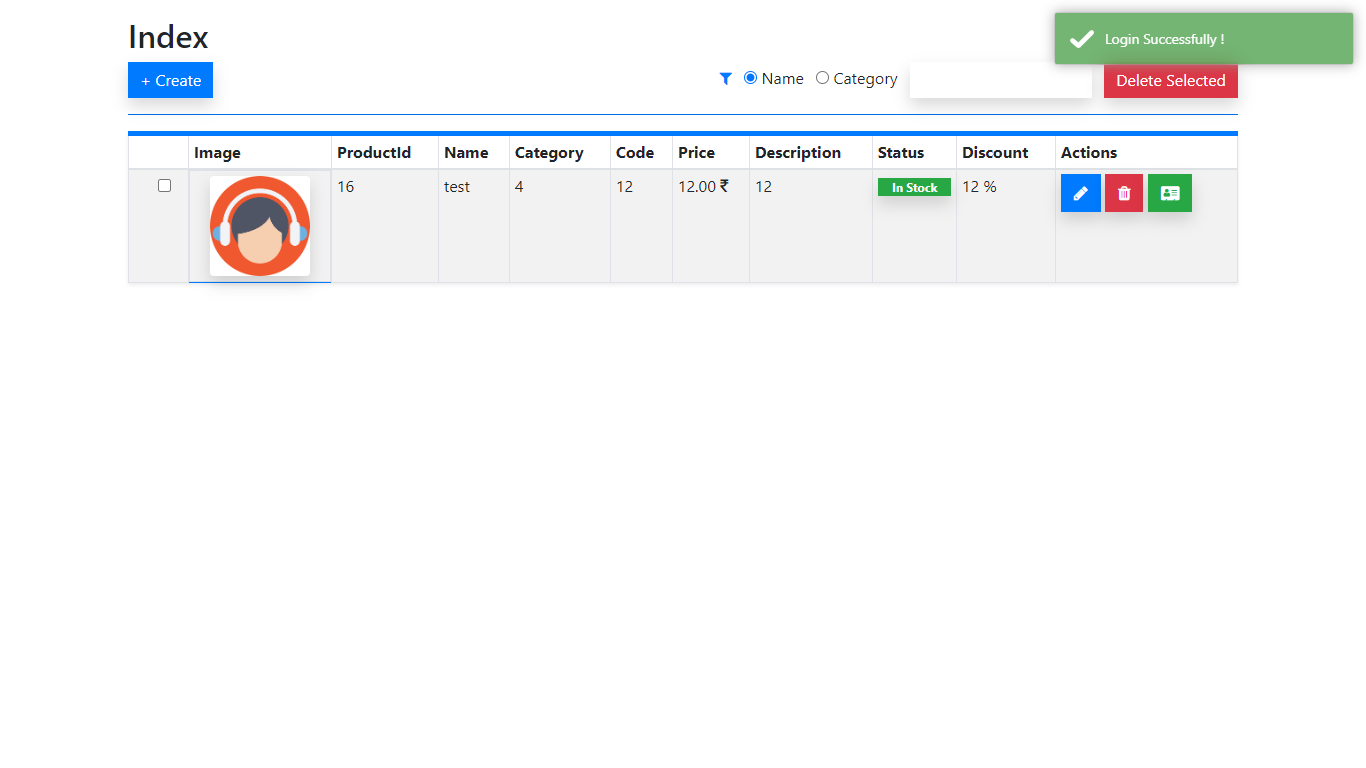 Index
Login Successfully !
+ Create
Name
Category
Delete Selected
Image ProductId Name Category Code Price Description Status Discount Actions
16 test 4 12 12.00 ₹ 12 In Stock 12 %